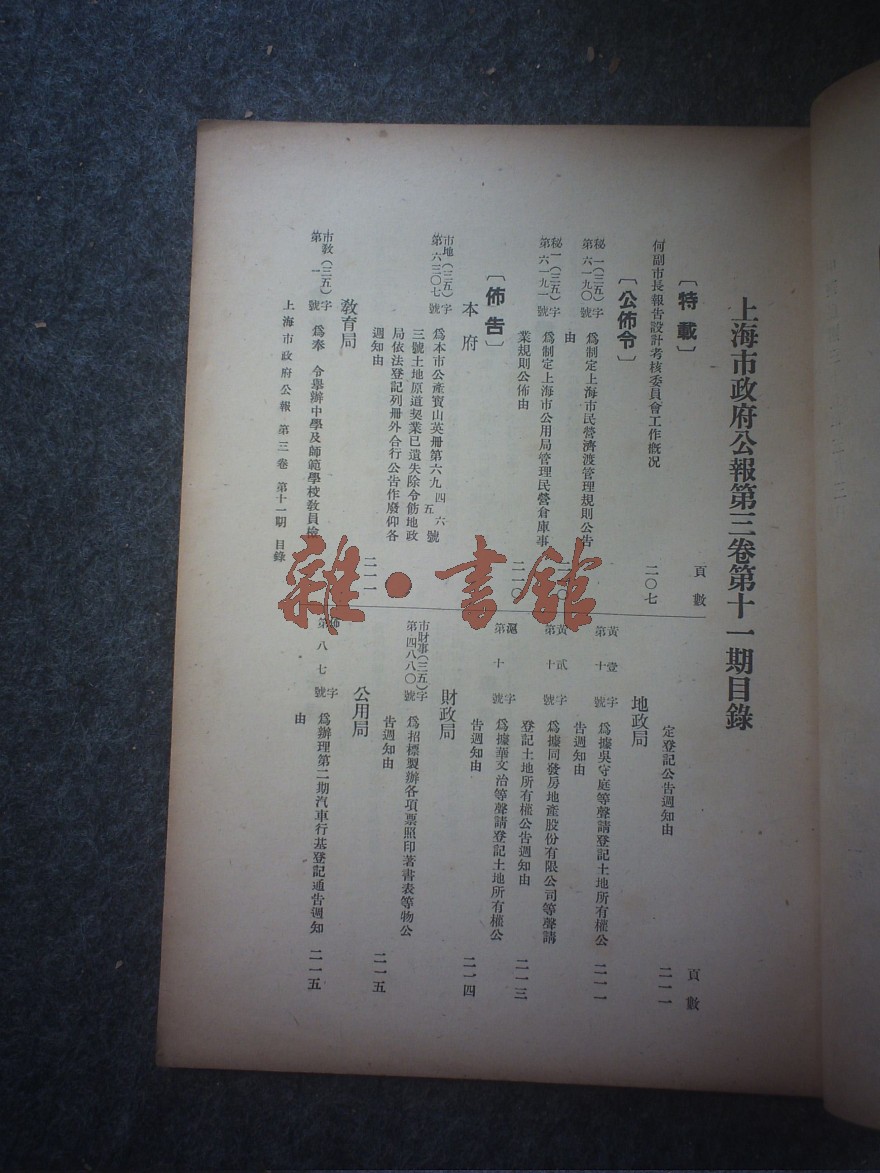 上海市政府公報第三卷第十一期目錄
頁數
〔特載〕
何副市長報告設計考核委員會工作概况
二〇七
〔公佈令〕
秘一(三五)字
第六一九〇號
爲制定上海市民營濟渡管理規則公告
由
秘一(三五)字
第六一九一號
爲制定上海市公用局管理民營倉庫事
業規則公佈由
二一〇
〔佈告〕
本府
市地(三五)字
第六三〇七號
爲本市公產寳山英册第六九四五六號
三號土地原道契業已遺失除令飭地政
局依法登記列册外合行公告作廢仰各
週知由
二一一
教育局
市教(三五)字
第一號
爲奉 令舉辦中學及師範學校教員檢
上海市政府公報 第三卷 第十一期 目錄
頁數
定登記公告週知由
二一一
地政局
黃壹字
第十號
爲據吳守庭等聲請登記土地所有權公
告週知由
二一一
黃貳字
第十號
爲據同發房地產股份有限公司等聲請
登記土地所有權公告週知由
二一三
滬字
第十號
爲據華文治等聲請登記土地所有權公
告週知由
二一四
財政局
市財事(三五)字
第四八八〇號
爲招標製辦各項票照印著書表等物公
告週知由
二一五
公用局
字
第八七號
爲辦理第二期汽車行基登記通告週知
由
二一五
雜·書館